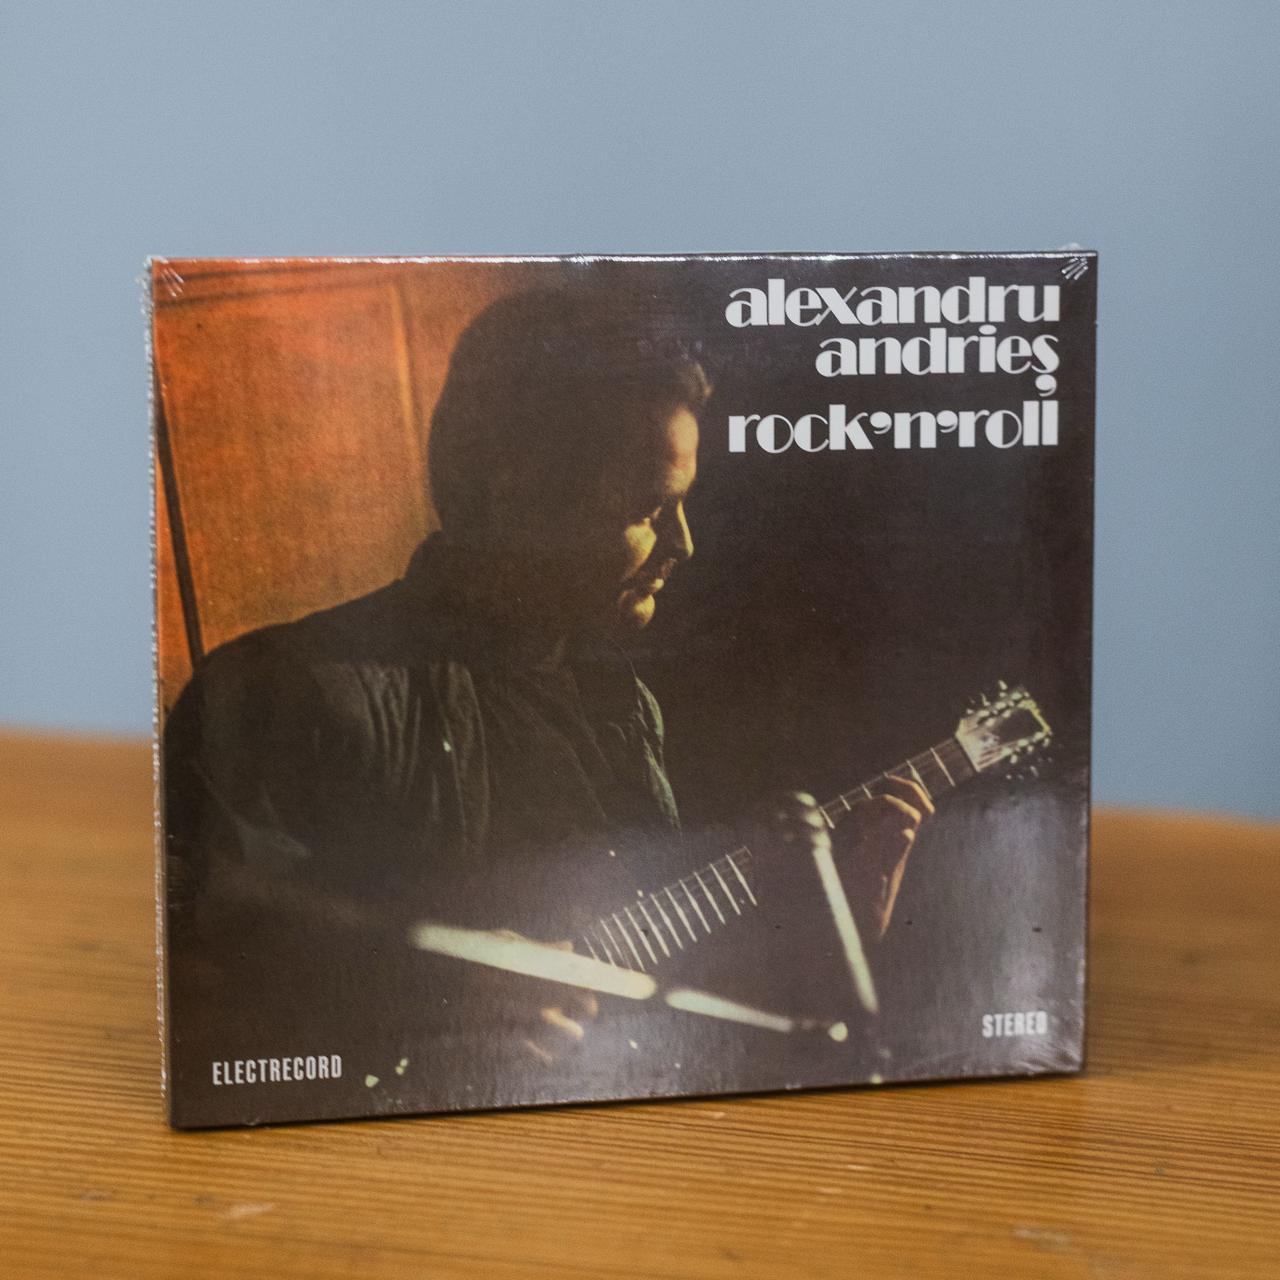 alexandru
andrieș
rock'n'roll
STEREO
ELECTRECORD